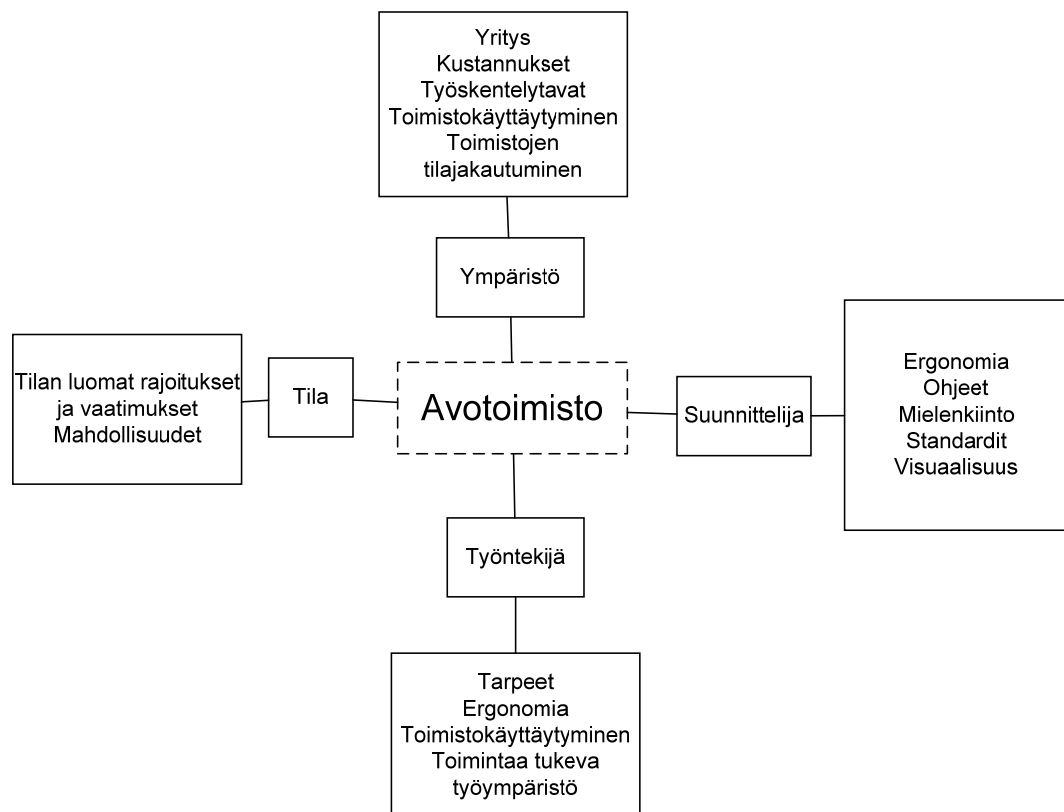 Yritys
Kustannukset
Työskentelytavat
Toimistokäyttäytyminen
Toimistojen
tilajakautuminen
Ympäristö
Tilan luomat rajoitukset
ja vaatimukset
Mahdollisuudet
Tila
Avotoimisto
Suunnittelija
Ergonomia
Ohjeet
Mielenkiinto
Standardit
Visuaalisuus
Työntekijä
Tarpeet
Ergonomia
Toimistokäyttäytyminen
Toimintaa tukeva
työympäristö